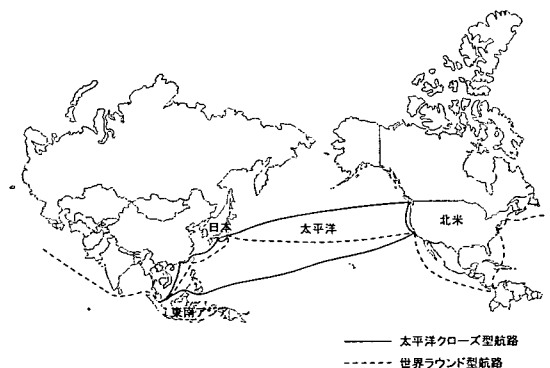 日本
太平洋
北米
東南アジア
太平洋クローズ型航路
世界ラウンド型航路